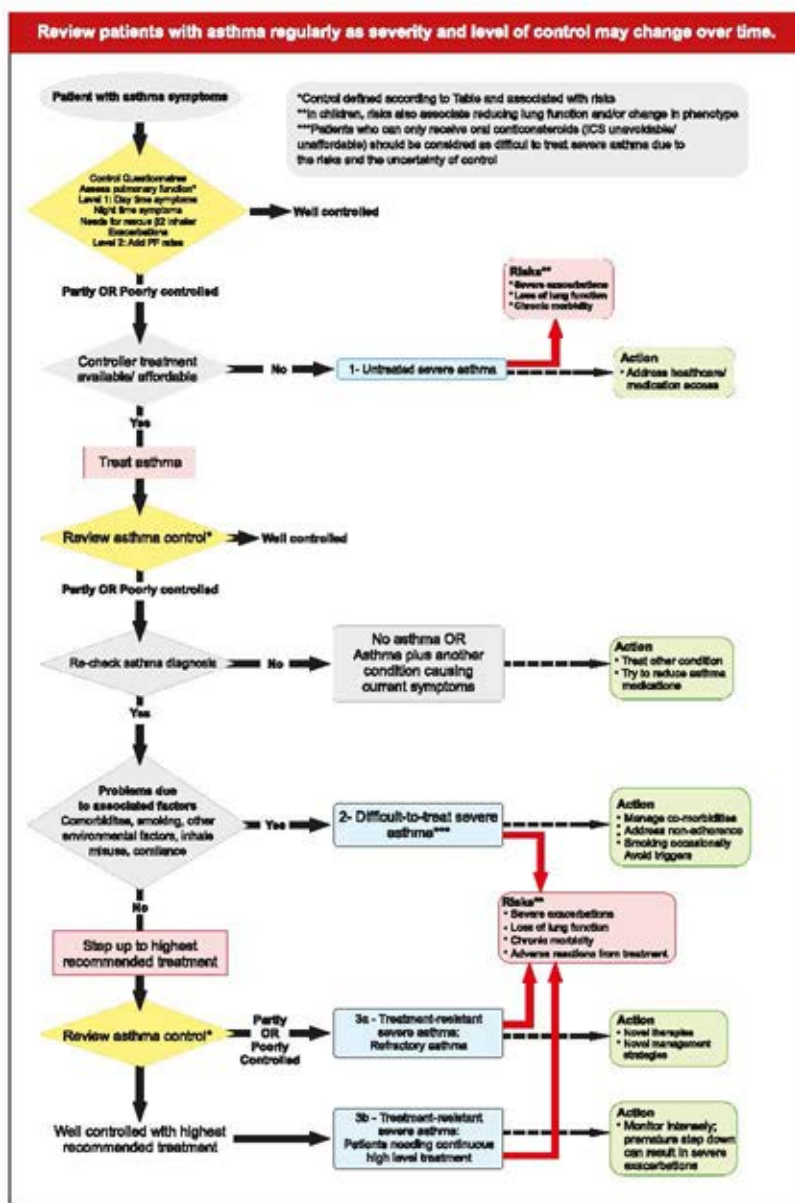 Review patients with asthma regularly as severity and level of control may change over time.
Patient with asthma symptoms
*Control defined according to Table and associated with risks
**In children, risks also associate reducing lung function and/or change in phenotype
***Patients who can only receive oral conticonsteroids (ICS unavoidable/
unaffordable) should be considred as difficul to treat severe asthma due to
the risks and the uncertainty of control
Control Questionnaires
Assess pulmonary function*
Level 1: Day time symptoms
Night time symptoms
Needs for rescue β2 inhaler
Exacerbations
Level 2: Add PF rates
Well controlled
Partly OR Poorly controlled
Risks**
• Severe exacerbations
• Loss of lung function
• Chronic morbidity
Controller treatment
available/ affordable
No
1- Untreated severe asthma
Action
• Address healthcare/
medication access
Yes
Treat asthma
Review asthma control*
Well controlled
Partly OR Poorly controlled
Re-check asthma diagnosis
No
No asthma OR
Asthma plus another
condition causing
current symptoms
Action
• Treat other condition
• Try to reduce asthma
medications
Yes
Problems due
to associated factors
Comorbidites, smoking, other
environmental factors, inhale
misuse, comliance
Yes
2- Difficult-to-treat severe
asthma***
Action
• Manage co-morbidities
• Address non-adherence
• Smoking occasionally
Avoid triggers
No
Risks**
• Severe exacerbations
• Loss of lung function
• Chronic morbicity
• Adverse reactions from treatment
Step up to highest
recommended treatment
Review asthma control*
Partly
OR
Poorly
Controlled
3a - Treatment-resistant
severe asthma:
Refractory asthma
Action
• Novel therapies
• Novel management
strategies
Well controlled with highest
recommended treatment
3b - Treatment-resistant
severe asthma:
Patients needing continuous
high level treatment
Action
• Monitor intensely;
premature step down
can result in severe
exacerbations